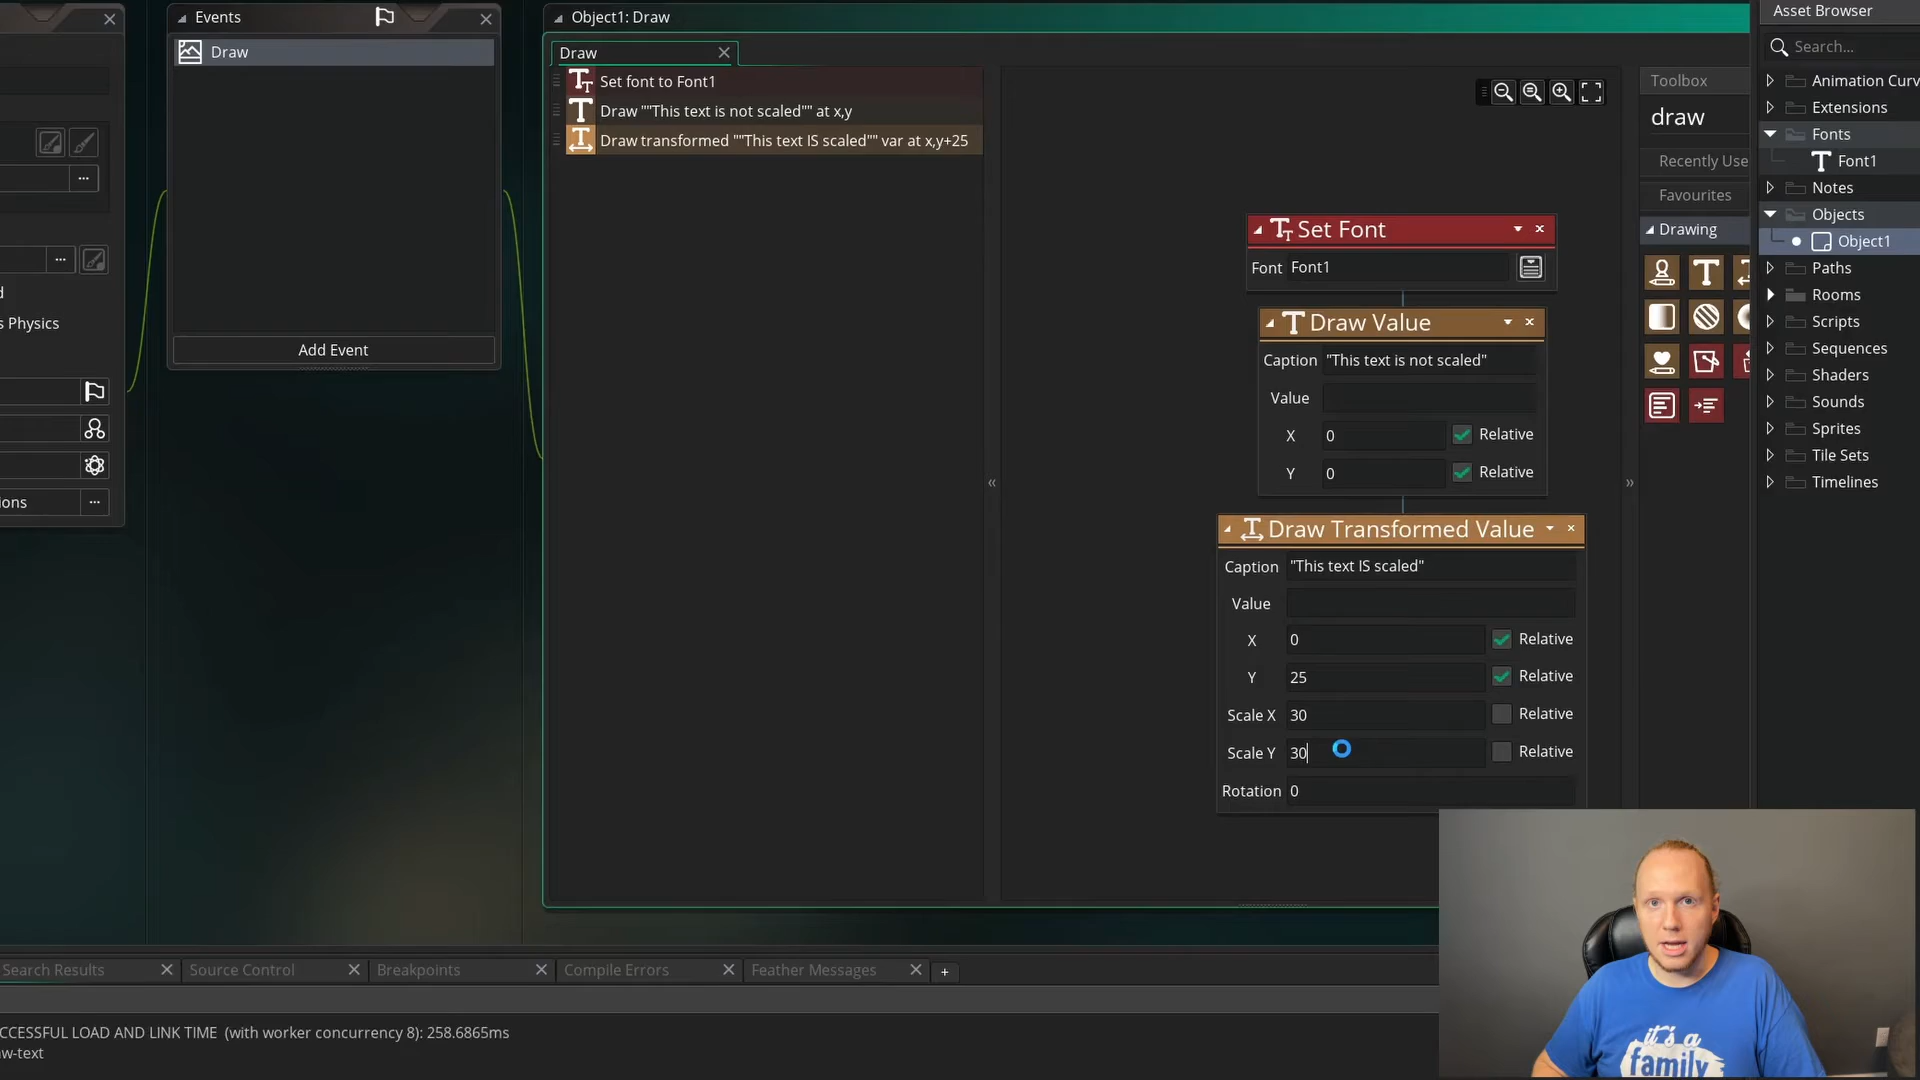 Events
Draw
Add Event
d
s Physics
ions
Object1: Draw
Draw
Set font to Font1
Draw ""This text is not scaled"" at x,y
Draw transformed ""This text IS scaled"" var at x,y+25
Set Font
Font Font1
Draw Value
Caption "This text is not scaled"
Value
X 0 Relative
Y 0 Relative
Draw Transformed Value
Caption "This text IS scaled"
Value
X 0 Relative
Y 25 Relative
Scale X 30 Relative
Scale Y 30 Relative
Rotation 0
Toolbox
draw
Recently Use
Favourites
Drawing
Asset Browser
Search...
Animation Curv
Extensions
Fonts
Font1
Notes
Objects
Object1
Paths
Rooms
Scripts
Sequences
Shaders
Sounds
Sprites
Tile Sets
Timelines
Search Results
Source Control
Breakpoints
Compile Errors
Feather Messages
+
CCESSFUL LOAD AND LINK TIME (with worker concurrency 8): 258.6865ms
w-text
it's a
family